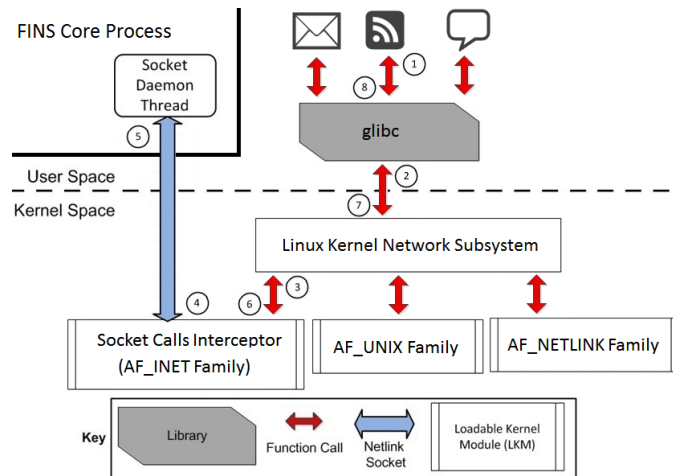 FINS Core Process
Socket
Daemon
Thread
1
8
5
glibc
User Space
2
Kernel Space
7
Linux Kernel Network Subsystem
3
4
6
Socket Calls Interceptor
(AF_INET Family)
AF_UNIX Family
AF_NETLINK Family
Key
Library
Function Call
Netlink
Socket
Loadable Kernel
Module (LKM)